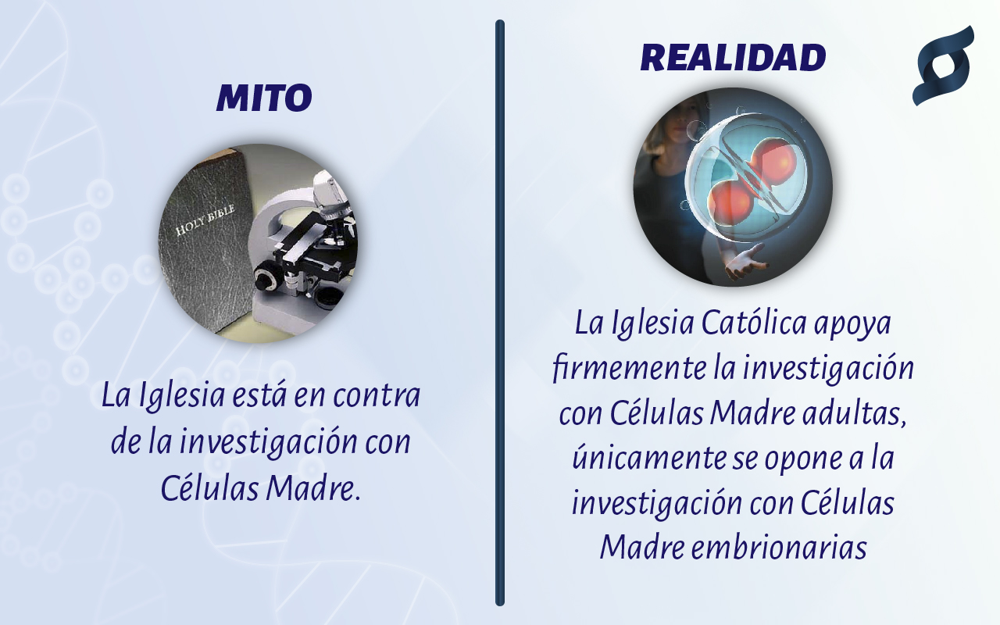 MITO
HOLY BIBLE
La Iglesia está en contra
de la investigación con
Células Madre.
REALIDAD
La Iglesia Católica apoya
firmemente la investigación
con Células Madre adultas,
únicamente se opone a la
investigación con Células
Madre embrionarias